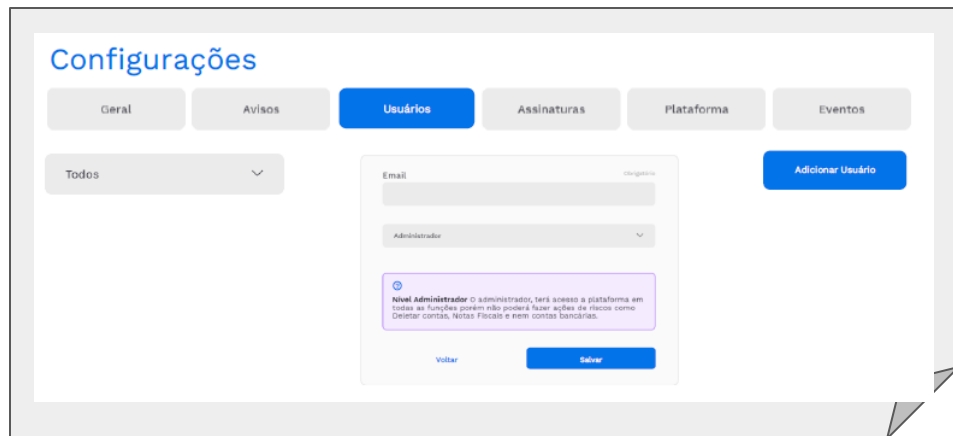 Configurações
Geral
Avisos
Usuários
Assinaturas
Plataforma
Eventos
Todos
Adicionar Usuário
Email
Obrigatório
Administrador
Nível Administrador O administrador, terá acesso a plataforma em
todas as funções porém não poderá fazer ações de riscos como
Deletar contas, Notas Fiscais e nem contas bancárias.
Voltar
Salvar